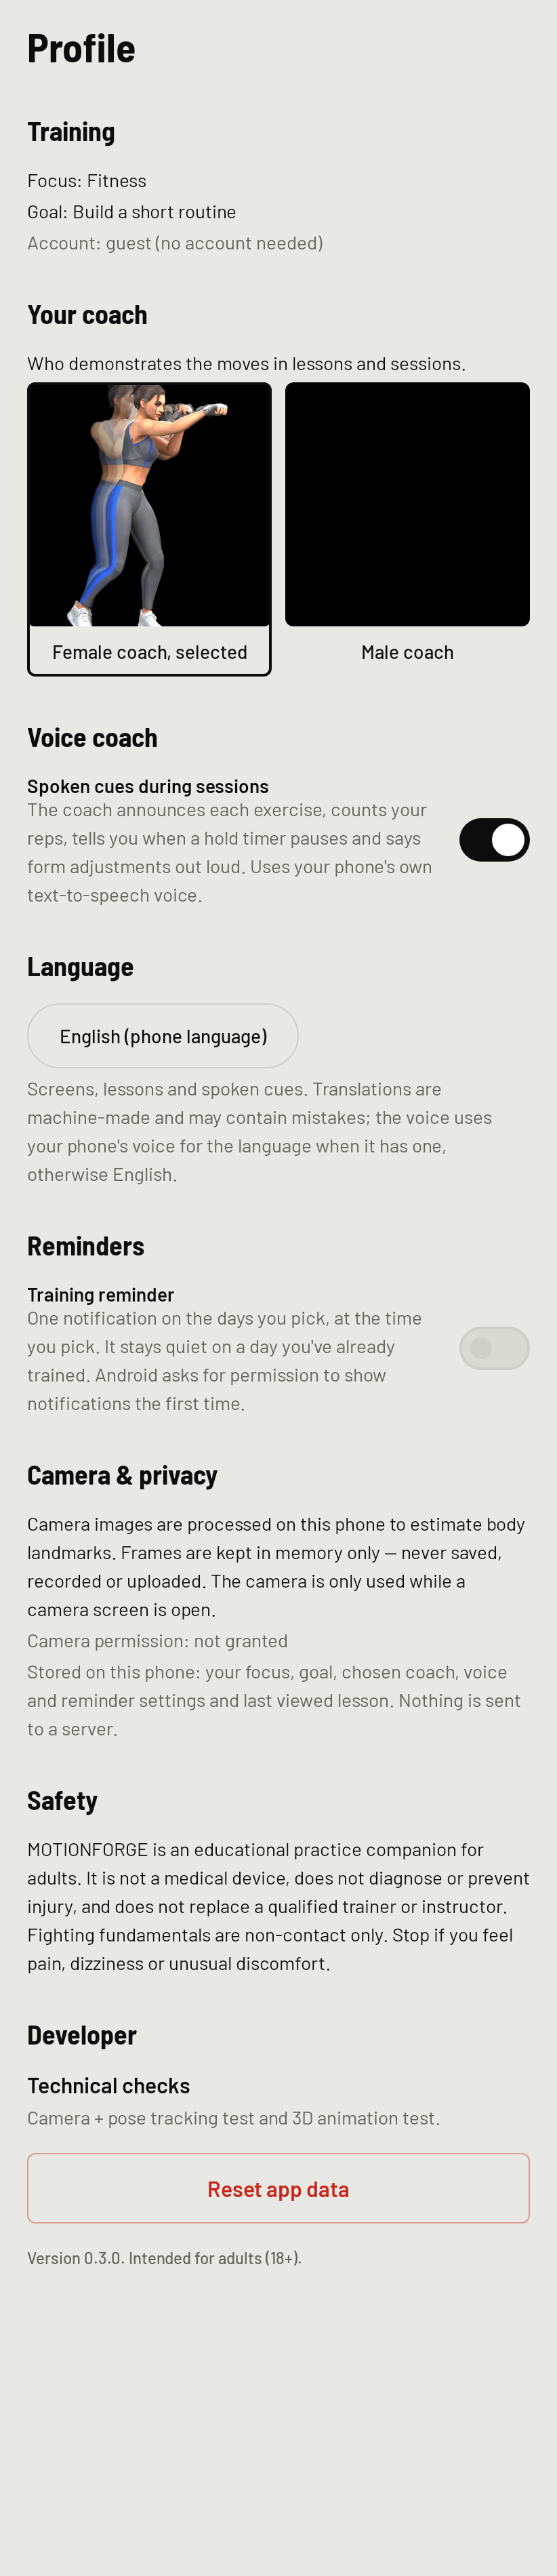 Profile
Training
Focus: Fitness
Goal: Build a short routine
Account: guest (no account needed)
Your coach
Who demonstrates the moves in lessons and sessions.
Female coach, selected
Male coach
Voice coach
Spoken cues during sessions
The coach announces each exercise, counts your
reps, tells you when a hold timer pauses and says
form adjustments out loud. Uses your phone's own
text-to-speech voice.
Language
English (phone language)
Screens, lessons and spoken cues. Translations are
machine-made and may contain mistakes; the voice uses
your phone's voice for the language when it has one,
otherwise English.
Reminders
Training reminder
One notification on the days you pick, at the time
you pick. It stays quiet on a day you've already
trained. Android asks for permission to show
notifications the first time.
Camera & privacy
Camera images are processed on this phone to estimate body
landmarks. Frames are kept in memory only — never saved,
recorded or uploaded. The camera is only used while a
camera screen is open.
Camera permission: not granted
Stored on this phone: your focus, goal, chosen coach, voice
and reminder settings and last viewed lesson. Nothing is sent
to a server.
Safety
MOTIONFORGE is an educational practice companion for
adults. It is not a medical device, does not diagnose or prevent
injury, and does not replace a qualified trainer or instructor.
Fighting fundamentals are non-contact only. Stop if you feel
pain, dizziness or unusual discomfort.
Developer
Technical checks
Camera + pose tracking test and 3D animation test.
Reset app data
Version 0.3.0. Intended for adults (18+).